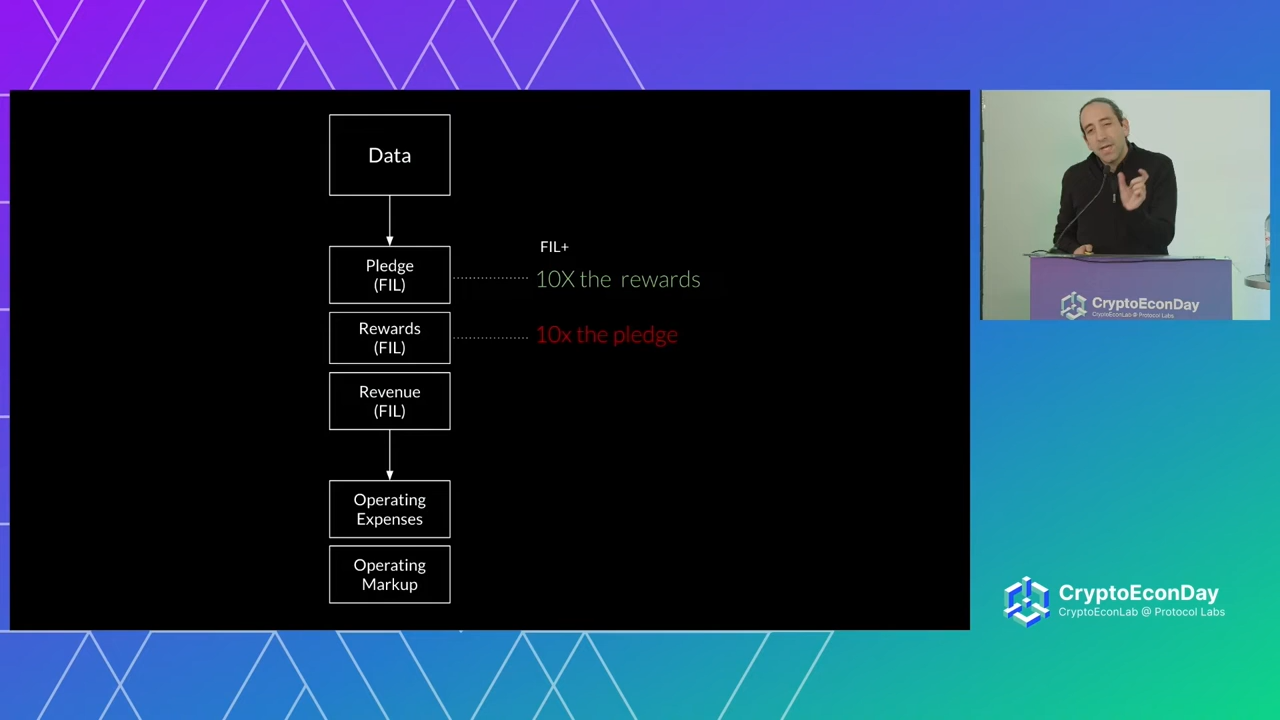 Data
Pledge
(FIL)
FIL+
10X the rewards
Rewards
(FIL)
10x the pledge
Revenue
(FIL)
Operating
Expenses
Operating
Markup
CryptoEconDay
CryptoEconLab @ Protocol Labs
CryptoEconDay
CryptoEconLab @ Protocol Labs